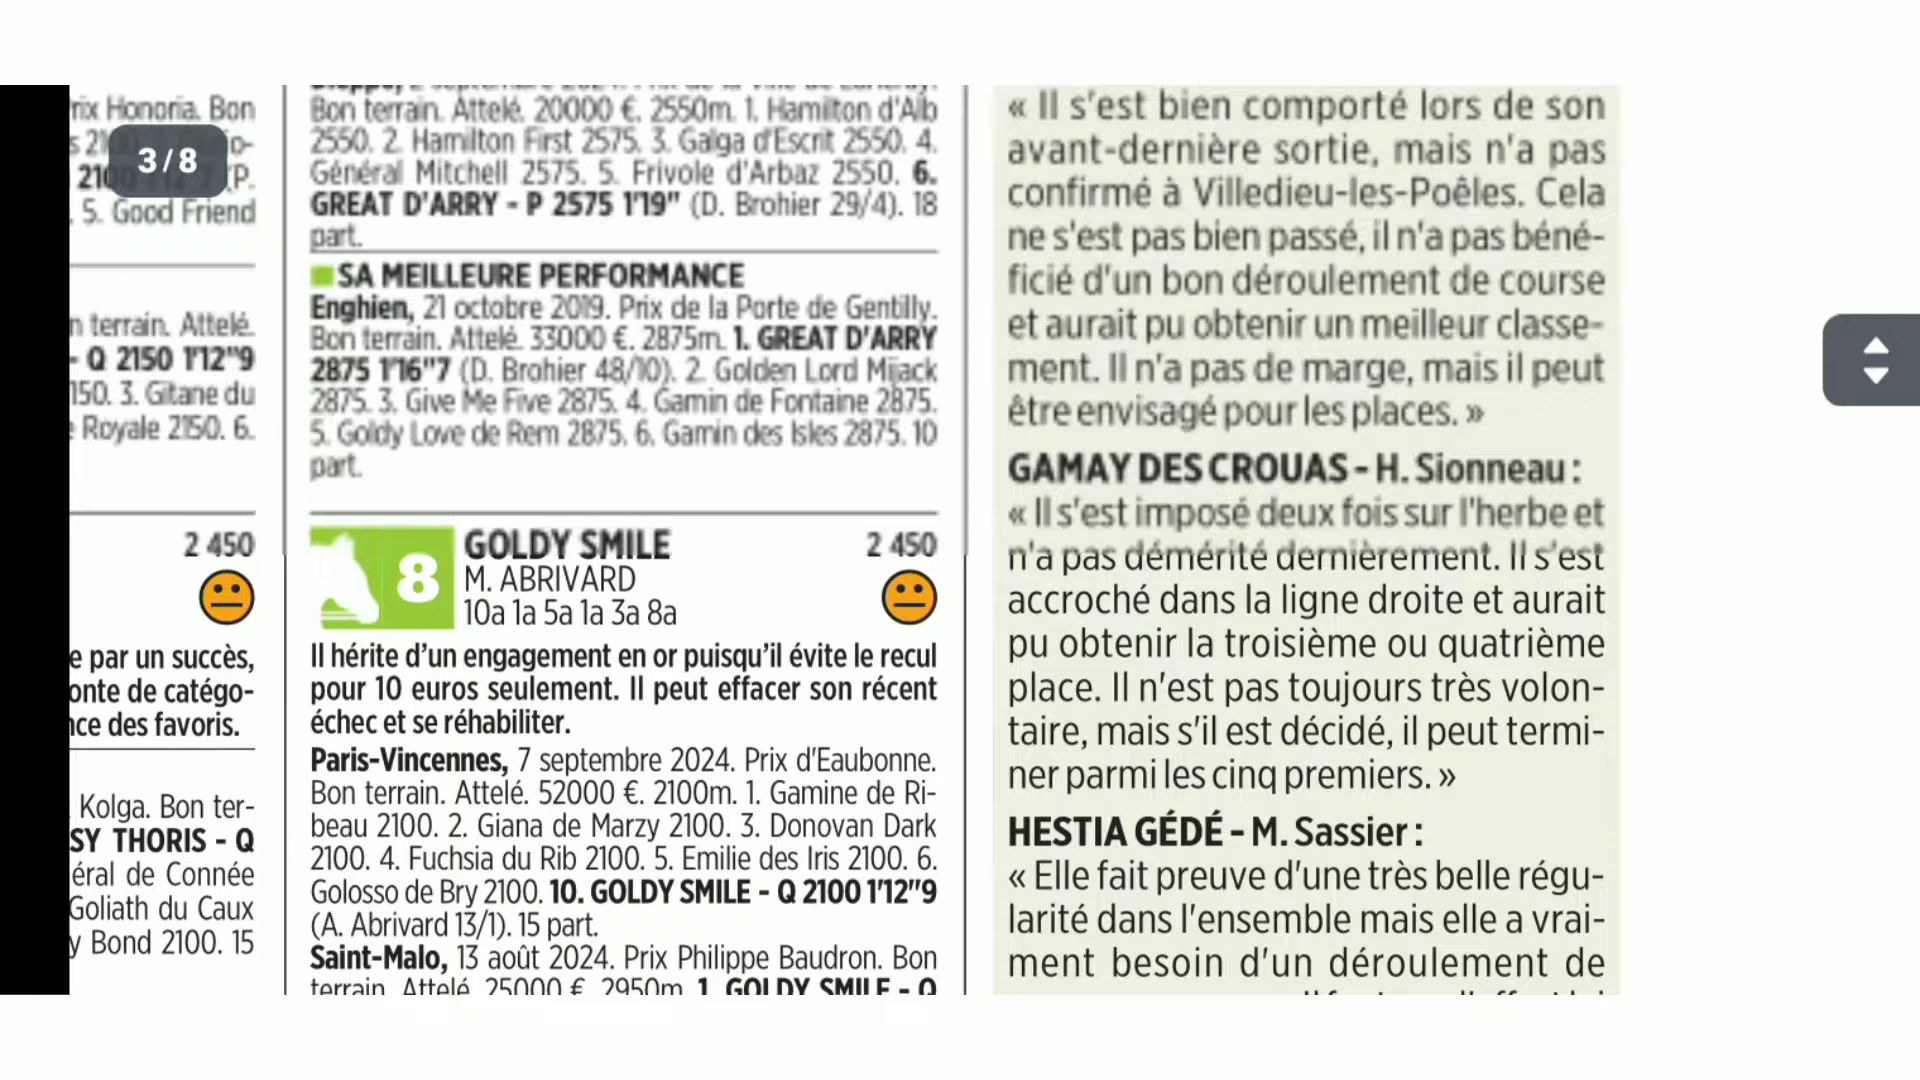 3/8
rix Honoria. Bon
2100
(P.
. 5. Good Friend
n terrain. Attelé.
- Q 2150 1'12"9
150. 3. Gitane du
Royale 2150. 6.
2 450
e par un succès,
onte de catégo-
nce des favoris.
Kolga. Bon ter-
SY THORIS - Q
éral de Connée
Goliath du Caux
y Bond 2100. 15
Bon terrain. Attelé. 20000 €. 2550m. 1. Hamilton d'Alb
2550. 2. Hamilton First 2575. 3. Galga d'Escrit 2550. 4.
Général Mitchell 2575. 5. Frivole d'Arbaz 2550. 6.
GREAT D'ARRY - P 2575 1'19" (D. Brohier 29/4). 18
part.
SA MEILLEURE PERFORMANCE
Enghien, 21 octobre 2019. Prix de la Porte de Gentilly.
Bon terrain. Attelé. 33000 €. 2875m. 1. GREAT D'ARRY
2875 1'16"7 (D. Brohier 48/10). 2. Golden Lord Mijack
2875. 3. Give Me Five 2875. 4. Gamin de Fontaine 2875.
5. Goldy Love de Rem 2875. 6. Gamin des Isles 2875. 10
part.
8
GOLDY SMILE 2 450
M. ABRIVARD
10a 1a 5a 1a 3a 8a
Il hérite d'un engagement en or puisqu'il évite le recul
pour 10 euros seulement. Il peut effacer son récent
échec et se réhabiliter.
Paris-Vincennes, 7 septembre 2024. Prix d'Eaubonne.
Bon terrain. Attelé. 52000 €. 2100m. 1. Gamine de Ri-
beau 2100. 2. Giana de Marzy 2100. 3. Donovan Dark
2100. 4. Fuchsia du Rib 2100. 5. Emilie des Iris 2100. 6.
Golosso de Bry 2100. 10. GOLDY SMILE - Q 2100 1'12"9
(A. Abrivard 13/1). 15 part.
Saint-Malo, 13 août 2024. Prix Philippe Baudron. Bon
terrain. Attelé. 25000 €. 2950m. 1. GOLDY SMILE - Q
« Il s'est bien comporté lors de son
avant-dernière sortie, mais n'a pas
confirmé à Villedieu-les-Poêles. Cela
ne s'est pas bien passé, il n'a pas béné-
ficié d'un bon déroulement de course
et aurait pu obtenir un meilleur classe-
ment. Il n'a pas de marge, mais il peut
être envisagé pour les places. »
GAMAY DES CROUAS - H. Sionneau :
« Il s'est imposé deux fois sur l'herbe et
n'a pas démérité dernièrement. Il s'est
accroché dans la ligne droite et aurait
pu obtenir la troisième ou quatrième
place. Il n'est pas toujours très volon-
taire, mais s'il est décidé, il peut termi-
ner parmi les cinq premiers. »
HESTIA GÉDÉ - M. Sassier :
« Elle fait preuve d'une très belle régu-
larité dans l'ensemble mais elle a vrai-
ment besoin d'un déroulement de